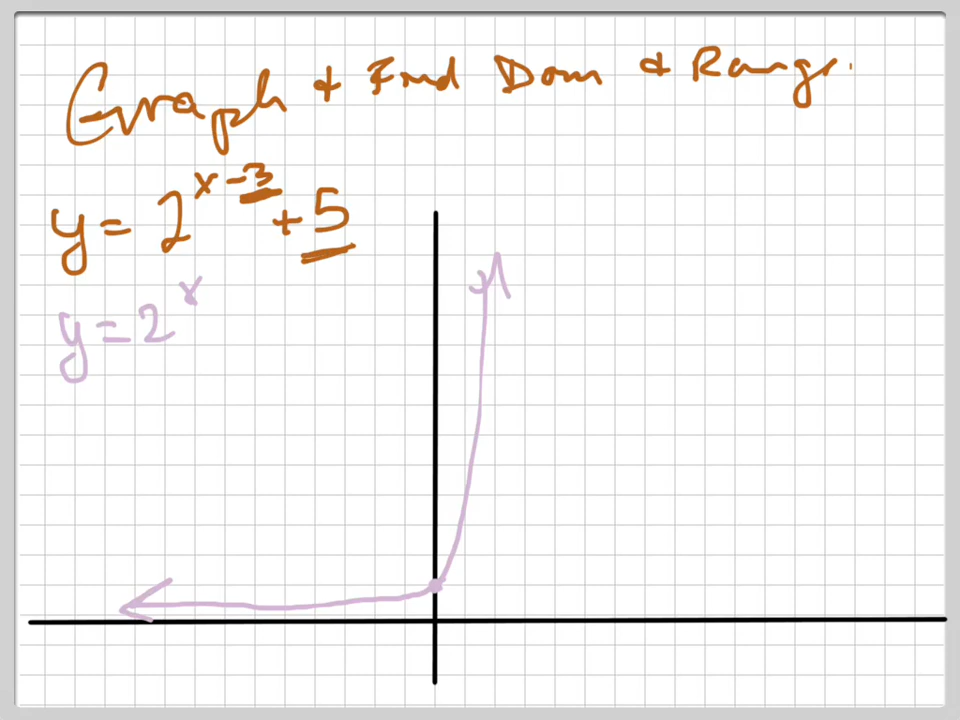 Graph & Find Dom & Range.
y = 2^{x-3} + 5
y = 2^x